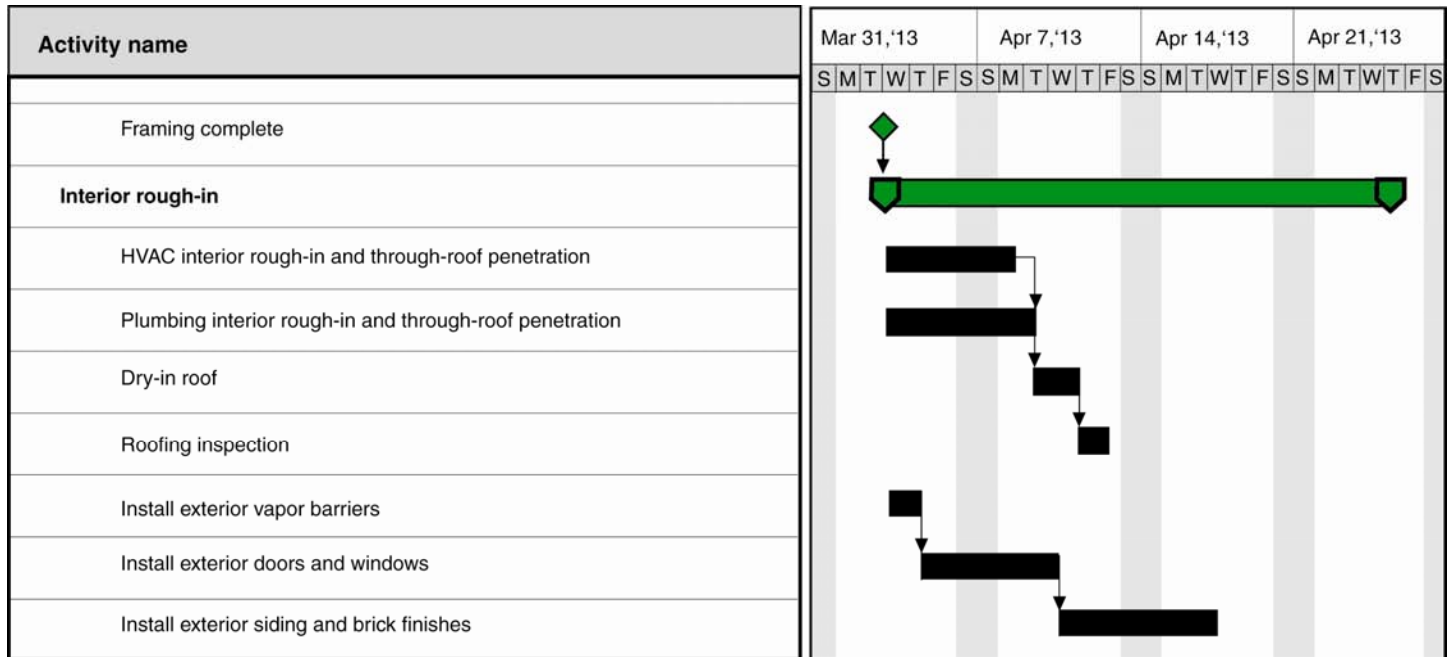 Activity name
Mar 31,‘13 Apr 7,‘13 Apr 14,‘13 Apr 21,‘13
S M T W T F S S M T W T F S S M T W T F S S M T W T F S
Framing complete
Interior rough-in
HVAC interior rough-in and through-roof penetration
Plumbing interior rough-in and through-roof penetration
Dry-in roof
Roofing inspection
Install exterior vapor barriers
Install exterior doors and windows
Install exterior siding and brick finishes